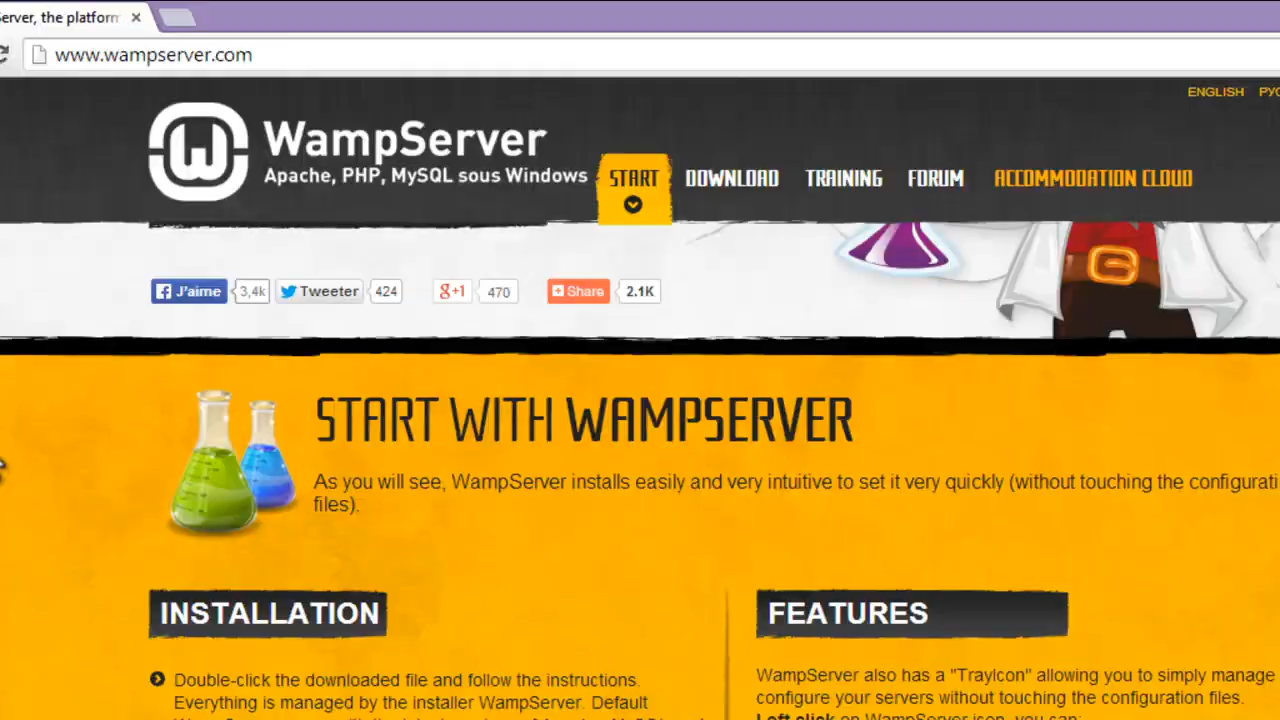 Server, the platform
www.wampserver.com
ENGLISH
WampServer
Apache, PHP, MySQL sous Windows
START DOWNLOAD TRAINING FORUM ACCOMMODATION CLOUD
J'aime 3,4k Tweeter 424 g+1 470 Share 2.1K
START WITH WAMPSERVER
As you will see, WampServer installs easily and very intuitive to set it very quickly (without touching the
files).
INSTALLATION
Double-click the downloaded file and follow the instructions.
Everything is managed by the installer WampServer. Default
FEATURES
WampServer also has a "TrayIcon" allowing you to simply manage
configure your servers without touching the configuration files.
Left click on WampServer icon, you can: